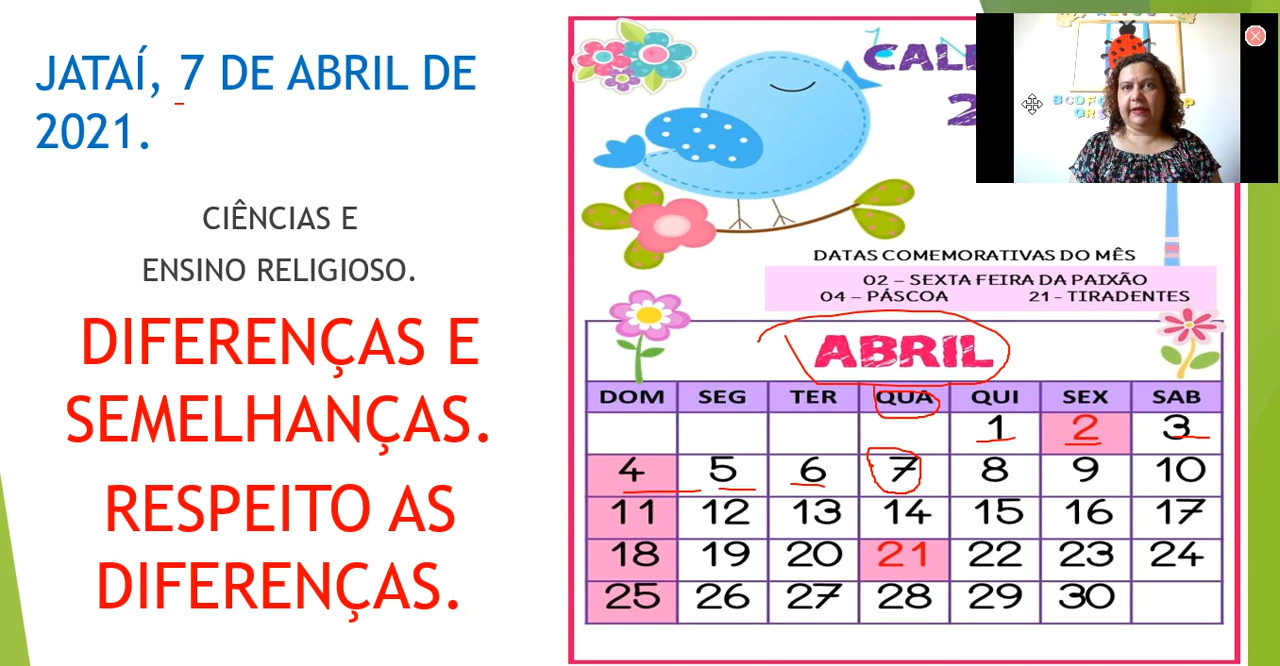 JATAÍ, 7 DE ABRIL DE
2021.
CIÊNCIAS E
ENSINO RELIGIOSO.
DIFERENÇAS E
SEMELHANÇAS.
RESPEITO AS
DIFERENÇAS.
DATAS COMEMORATIVAS DO MÊS
02 – SEXTA FEIRA DA PAIXÃO
04 – PÁSCOA 21 - TIRADENTES
ABRIL
DOM SEG TER QUA QUI SEX SAB
1 2 3
4 5 6 7 8 9 10
11 12 13 14 15 16 17
18 19 20 21 22 23 24
25 26 27 28 29 30